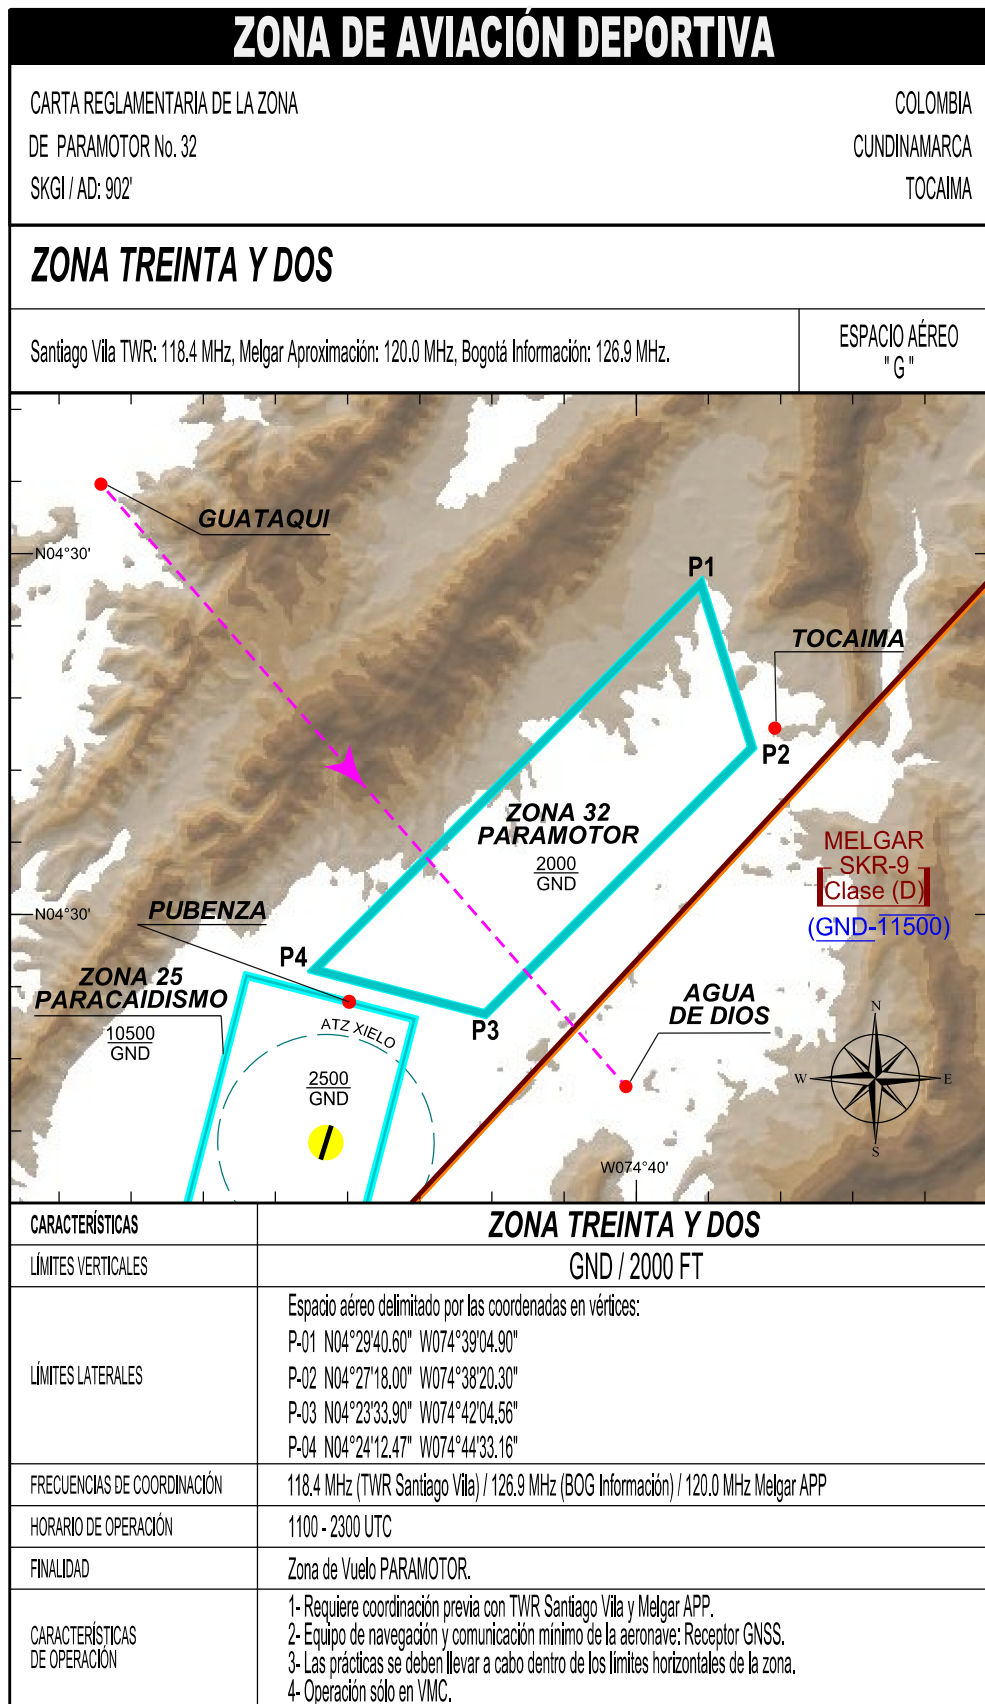 ZONA DE AVIACIÓN DEPORTIVA
CARTA REGLAMENTARIA DE LA ZONA
DE PARAMOTOR No. 32
SKGI / AD: 902'
COLOMBIA
CUNDINAMARCA
TOCAIMA
ZONA TREINTA Y DOS
Santiago Vila TWR: 118.4 MHz, Melgar Aproximación: 120.0 MHz, Bogotá Información: 126.9 MHz.
ESPACIO AÉREO
" G "
GUATAQUI
N04°30'
P1
TOCAIMA
P2
ZONA 32
PARAMOTOR
2000
GND
MELGAR
SKR-9
Clase (D)
(GND-11500)
N04°30'
PUBENZA
P4
ZONA 25
PARACAIDISMO
10500
GND
AGUA
DE DIOS
P3
ATZ XIELO
2500
GND
N
W
E
S
W074°40'
CARACTERÍSTICAS
ZONA TREINTA Y DOS
LÍMITES VERTICALES
GND / 2000 FT
LÍMITES LATERALES
Espacio aéreo delimitado por las coordenadas en vértices:
P-01 N04°29'40.60" W074°39'04.90"
P-02 N04°27'18.00" W074°38'20.30"
P-03 N04°23'33.90" W074°42'04.56"
P-04 N04°24'12.47" W074°44'33.16"
FRECUENCIAS DE COORDINACIÓN
118.4 MHz (TWR Santiago Vila) / 126.9 MHz (BOG Información) / 120.0 MHz Melgar APP
HORARIO DE OPERACIÓN
1100 - 2300 UTC
FINALIDAD
Zona de Vuelo PARAMOTOR.
CARACTERÍSTICAS
DE OPERACIÓN
1- Requiere coordinación previa con TWR Santiago Vila y Melgar APP.
2- Equipo de navegación y comunicación mínimo de la aeronave: Receptor GNSS.
3- Las prácticas se deben llevar a cabo dentro de los límites horizontales de la zona.
4- Operación sólo en VMC.